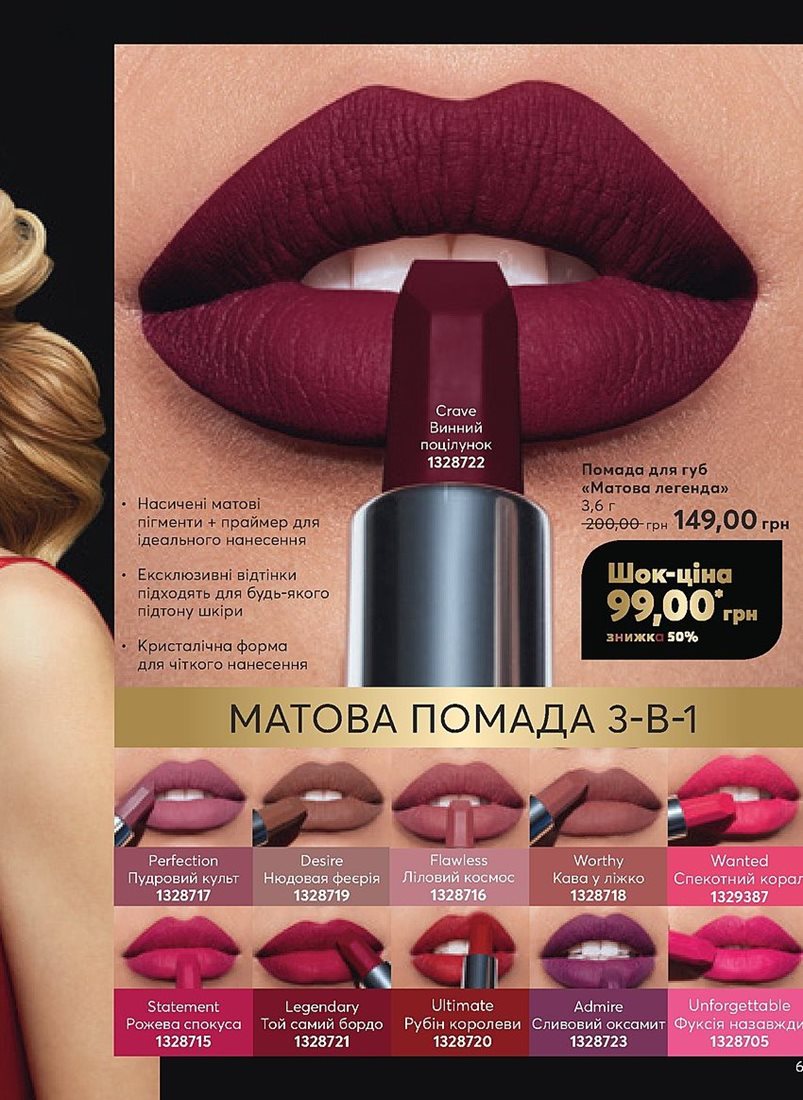 Crave
Винний
поцілунок
1328722
Помада для губ
«Матова легенда»
3,6 г
200,00 грн 149,00 грн
Шок-ціна
99,00* грн
знижка 50%
• Насичені матові
пігменти + праймер для
ідеального нанесення
• Ексклюзивні відтінки
підходять для будь-якого
підтону шкіри
• Кристалічна форма
для чіткого нанесення
МАТОВА ПОМАДА 3-В-1
Perfection
Пудровий культ
1328717
Desire
Нюдовая феєрія
1328719
Flawless
Ліловий космос
1328716
Worthy
Кава у ліжко
1328718
Wanted
Спекотний корал
1329387
Statement
Рожева спокуса
1328715
Legendary
Той самий бордо
1328721
Ultimate
Рубін королеви
1328720
Admire
Сливовий оксамит
1328723
Unforgettable
Фуксія назавжди
1328705
6